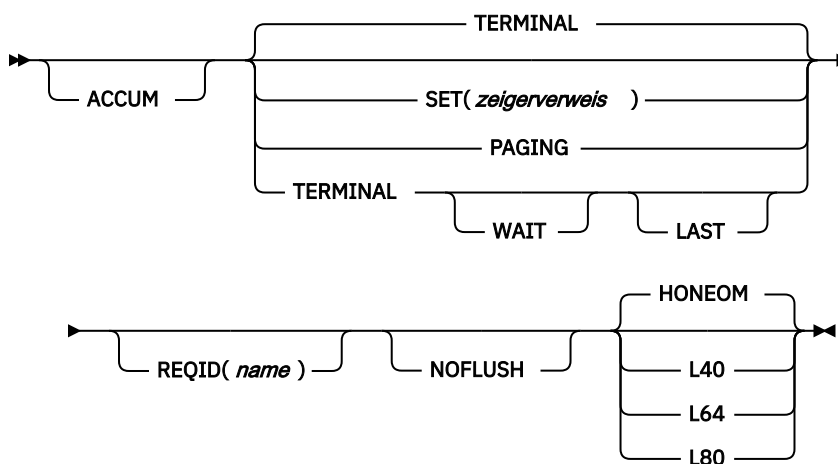 TERMINAL
ACCUM
SET( zeigerverweis )
PAGING
TERMINAL
WAIT
LAST
HONEOM
REQID( name )
NOFLUSH
L40
L64
L80